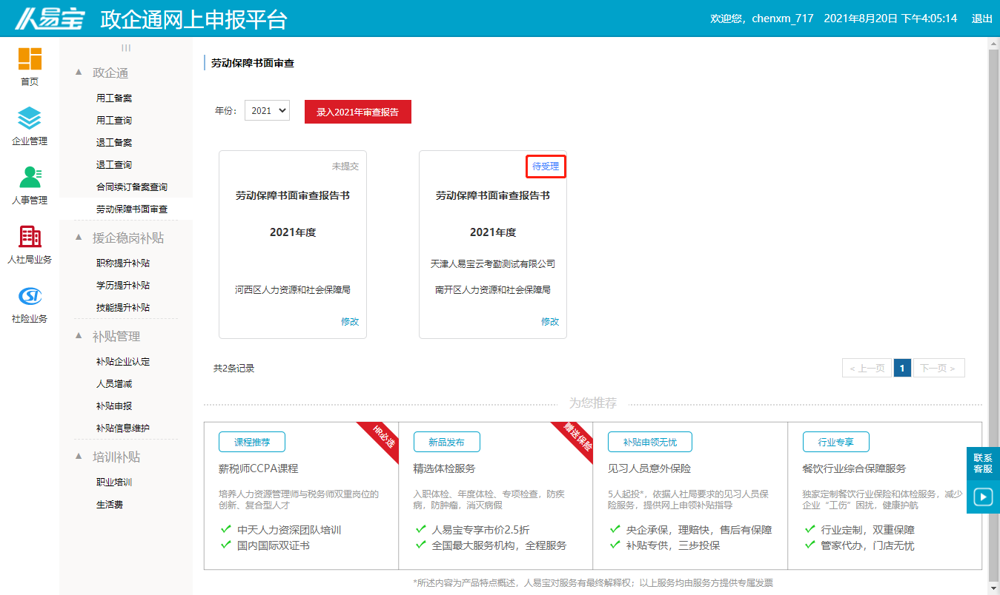 人易宝 政企通网上申报平台
欢迎您，chenxm_717 2021年8月20日 下午4:05:14 退出
首页
企业管理
人事管理
人社局业务
社险业务
政企通
用工备案
用工查询
退工备案
退工查询
合同续订备案查询
劳动保障书面审查
援企稳岗补贴
职称提升补贴
学历提升补贴
技能提升补贴
补贴管理
补贴企业认定
人员增减
补贴申报
补贴信息维护
培训补贴
职业培训
生活费
劳动保障书面审查
年份： 2021 录入2021年审查报告
未提交
劳动保障书面审查报告书
2021年度
河西区人力资源和社会保障局
修改
待受理
劳动保障书面审查报告书
2021年度
天津人易宝云考勤测试有限公司
南开区人力资源和社会保障局
修改
共2条记录
< 上一页 1 下一页 >
为您推荐
课程推荐
HR必选
薪税师CCPA课程
培养人力资源管理师与税务师双重岗位的
创新、复合型人才
中天人力资深团队培训
国内国际双证书
新品发布
赠送保险
精选体检服务
入职体检、年度体检、专项检查，防疾
病，防肿瘤，消灭病假
人易宝专享市价2.5折
全国最大服务机构，全程服务
补贴申领无忧
见习人员意外保险
5人起投*，依据人社局要求的见习人员保
险服务，提供网上申领补贴指导
央企承保，理赔快，售后有保障
补贴专供，三步投保
行业专享
餐饮行业综合保障服务
独家定制餐饮行业保险和体检服务，减少
企业“工伤”困扰，健康护航
行业定制，双重保障
管家代办，门店无忧
联系
客服
*所述内容为产品特点概述，人易宝对服务有最终解释权；以上服务均由服务方提供专属发票